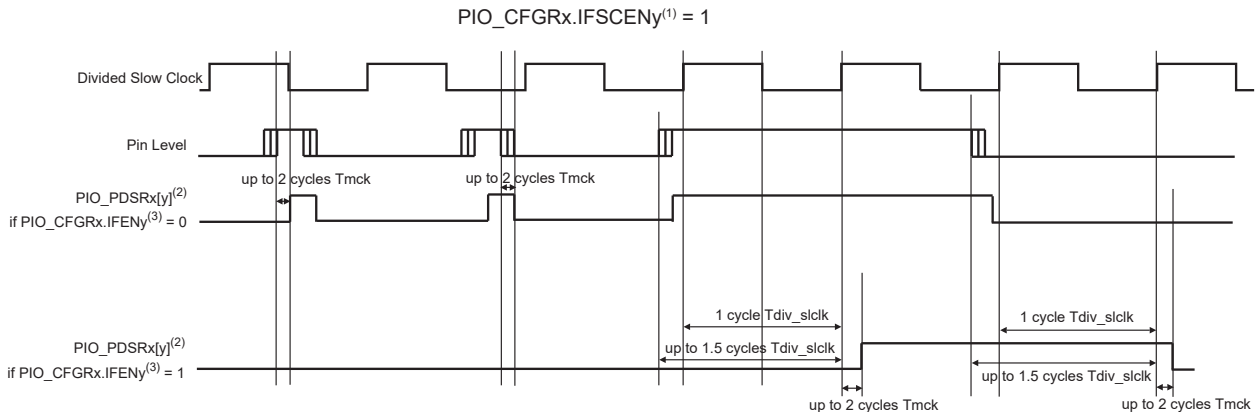 PIO_CFGRx.IFSCENy(1) = 1
Divided Slow Clock
Pin Level
up to 2 cycles Tmck
up to 2 cycles Tmck
PIO_PDSRx[y](2)
if PIO_CFGRx.IFENy(3) = 0
1 cycle Tdiv_slclk
1 cycle Tdiv_slclk
PIO_PDSRx[y](2)
up to 1.5 cycles Tdiv_slclk
if PIO_CFGRx.IFENy(3) = 1
up to 1.5 cycles Tdiv_slclk
up to 2 cycles Tmck
up to 2 cycles Tmck